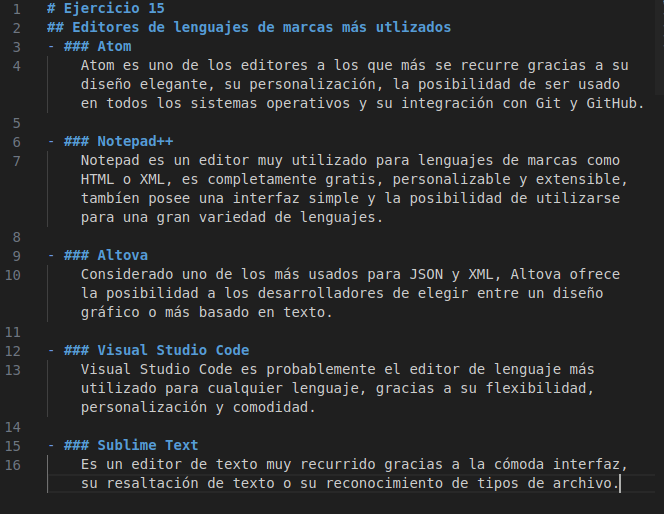 1 # Ejercicio 15
2 ## Editores de lenguajes de marcas más utlizados
3 - ### Atom
4 Atom es uno de los editores a los que más se recurre gracias a su
diseño elegante, su personalización, la posibilidad de ser usado
en todos los sistemas operativos y su integración con Git y GitHub.
5
6 - ### Notepad++
7 Notepad es un editor muy utilizado para lenguajes de marcas como
HTML o XML, es completamente gratis, personalizable y extensible,
tambíen posee una interfaz simple y la posibilidad de utilizarse
para una gran variedad de lenguajes.
8
9 - ### Altova
10 Considerado uno de los más usados para JSON y XML, Altova ofrece
la posibilidad a los desarrolladores de elegir entre un diseño
gráfico o más basado en texto.
11
12 - ### Visual Studio Code
13 Visual Studio Code es probablemente el editor de lenguaje más
utilizado para cualquier lenguaje, gracias a su flexibilidad,
personalización y comodidad.
14
15 - ### Sublime Text
16 Es un editor de texto muy recurrido gracias a la cómoda interfaz,
su resaltación de texto o su reconocimiento de tipos de archivo.